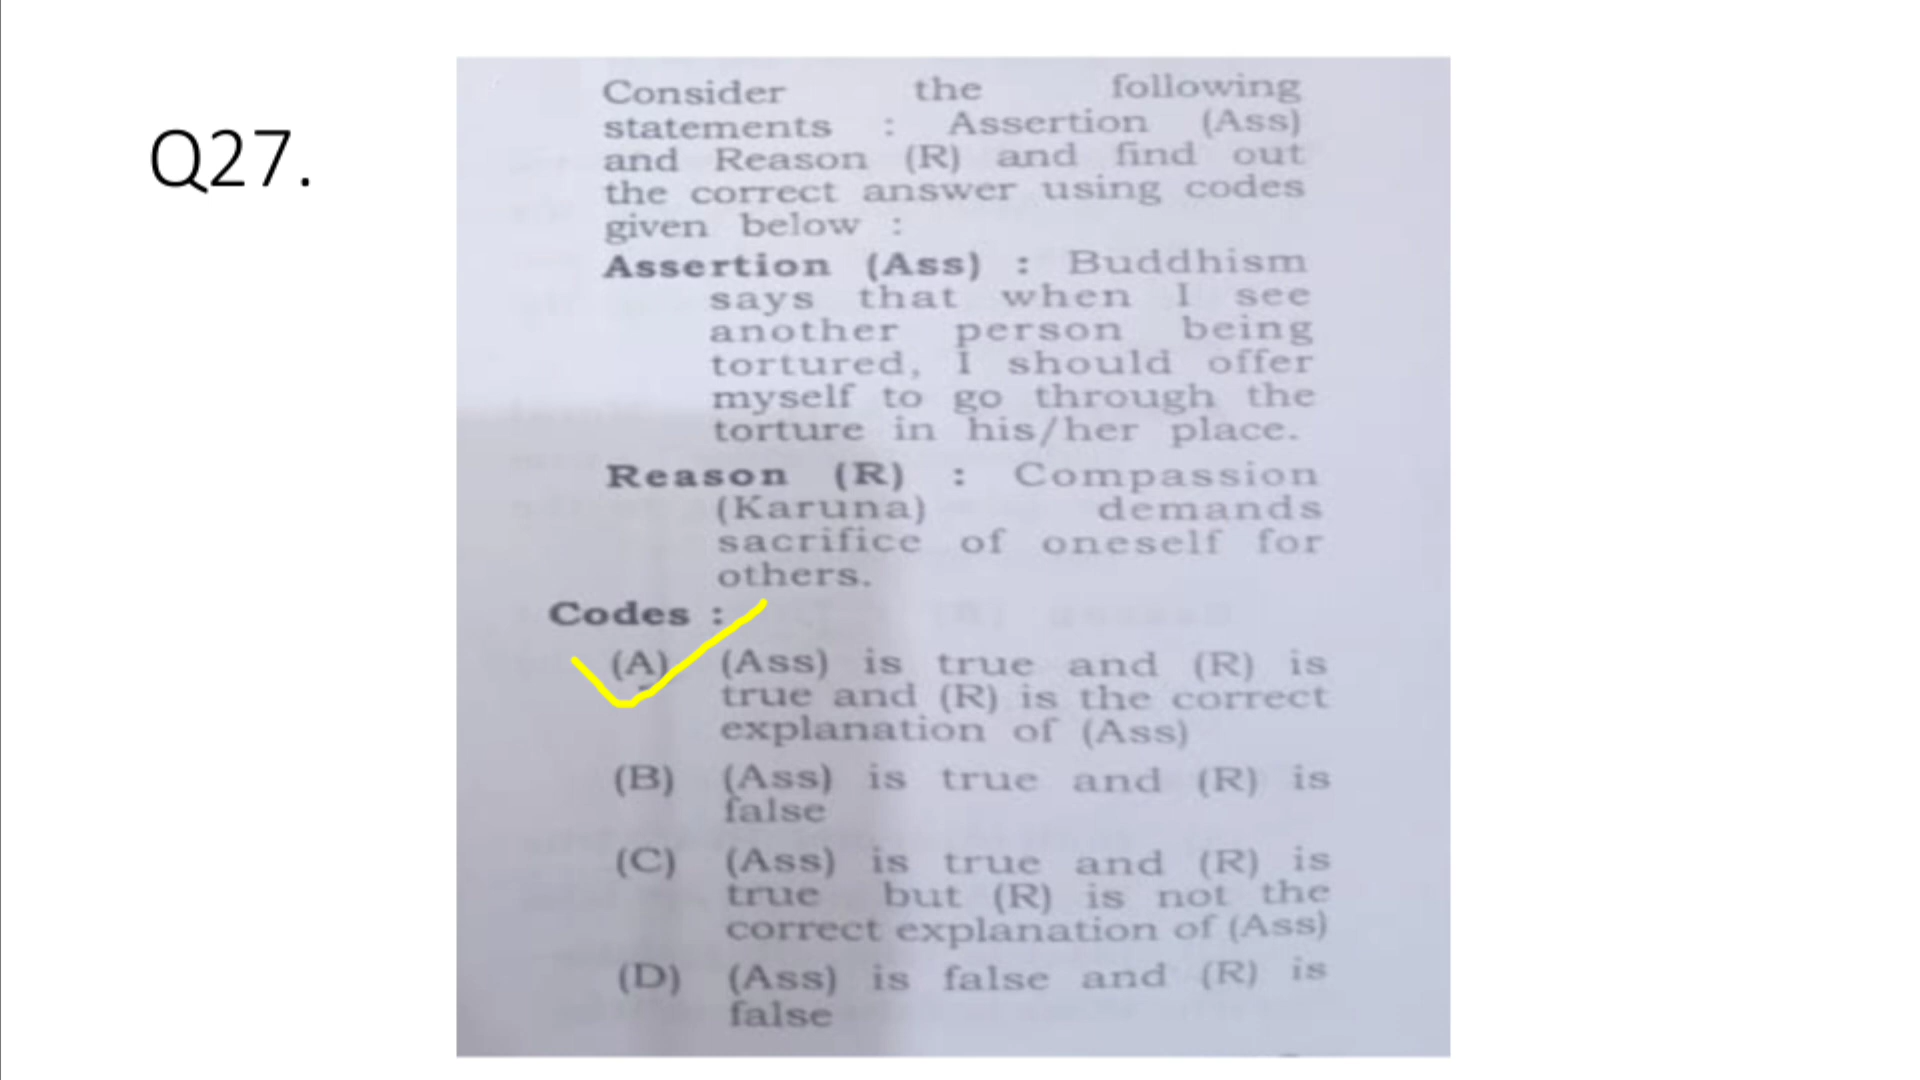 Q27.
Consider the following
statements : Assertion (Ass)
and Reason (R) and find out
the correct answer using codes
given below :
Assertion (Ass) : Buddhism
says that when I see
another person being
tortured, I should offer
myself to go through the
torture in his/her place.
Reason (R) : Compassion
(Karuna) demands
sacrifice of oneself for
others.
Codes :
(A) (Ass) is true and (R) is
true and (R) is the correct
explanation of (Ass)
(B) (Ass) is true and (R) is
false
(C) (Ass) is true and (R) is
true but (R) is not the
correct explanation of (Ass)
(D) (Ass) is false and (R) is
false